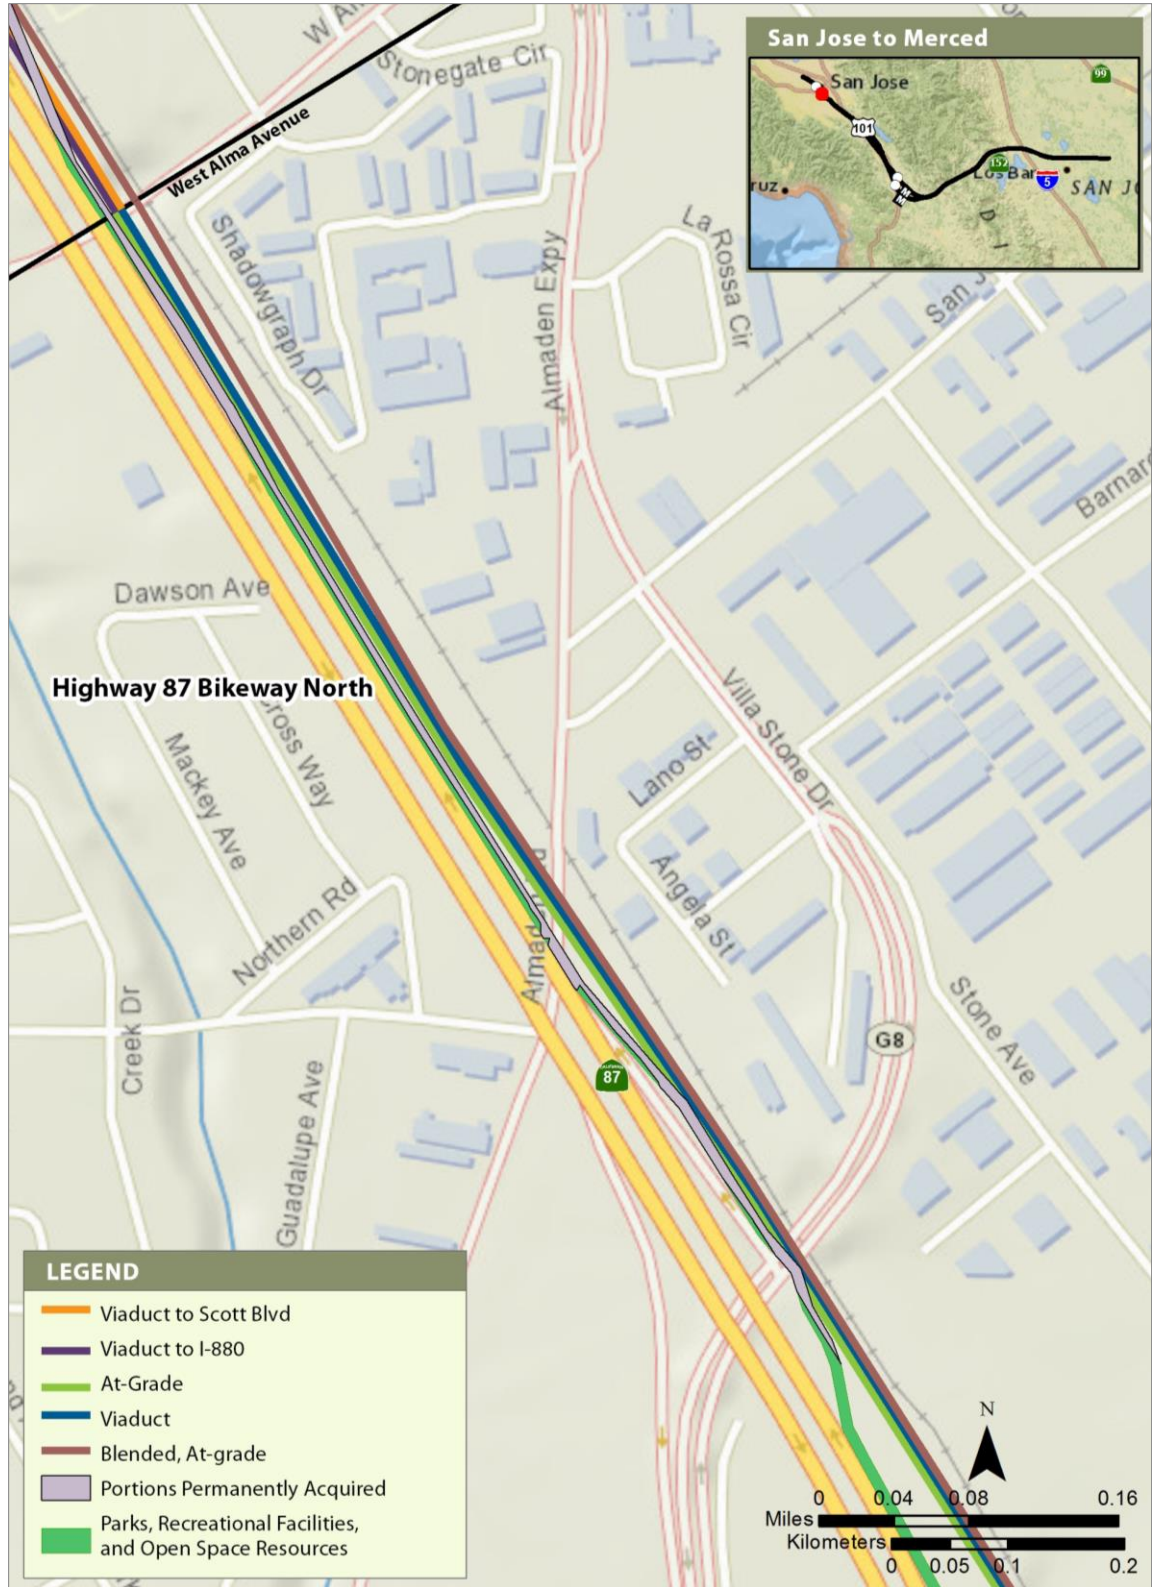 San Jose to Merced
San Jose
99
101
152
5
Los Ban
SAN J
ruz
D I
M
M
W Al
Stonegate Cir
West Alma Avenue
Shadowgraph Dr
Almaden Expy
La Rossa Cir
San J
Barnar
Dawson Ave
Highway 87 Bikeway North
Cross Way
Mackey Ave
Villa Stone Dr
Lano St
Angela St
Northern Rd
Alma
Creek Dr
G8
Stone Ave
87
Guadalupe Ave
LEGEND
Viaduct to Scott Blvd
Viaduct to I-880
At-Grade
Viaduct
Blended, At-grade
Portions Permanently Acquired
Parks, Recreational Facilities,
and Open Space Resources
N
0 0.04 0.08 0.16
Miles
Kilometers
0 0.05 0.1 0.2